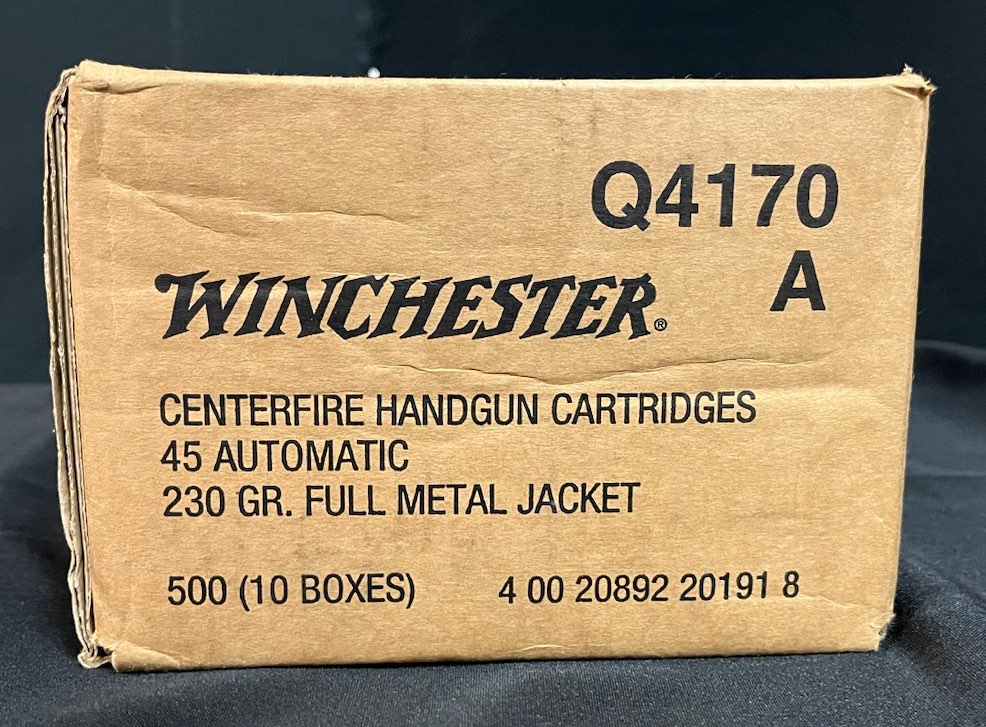 Q4170
A
WINCHESTER®
CENTERFIRE HANDGUN CARTRIDGES
45 AUTOMATIC
230 GR. FULL METAL JACKET
500 (10 BOXES) 4 00 20892 20191 8